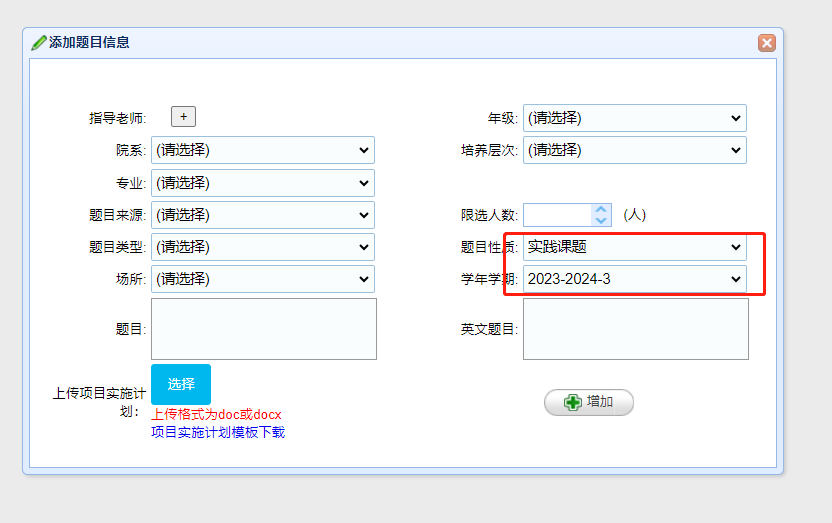 添加题目信息
指导老师: +
年级: (请选择)
院系: (请选择)
培养层次: (请选择)
专业: (请选择)
题目来源: (请选择)
限选人数: (人)
题目类型: (请选择)
题目性质: 实践课题
场所: (请选择)
学年学期: 2023-2024-3
题目:
英文题目:
上传项目实施计
划：
选择
上传格式为doc或docx
项目实施计划模板下载
增加